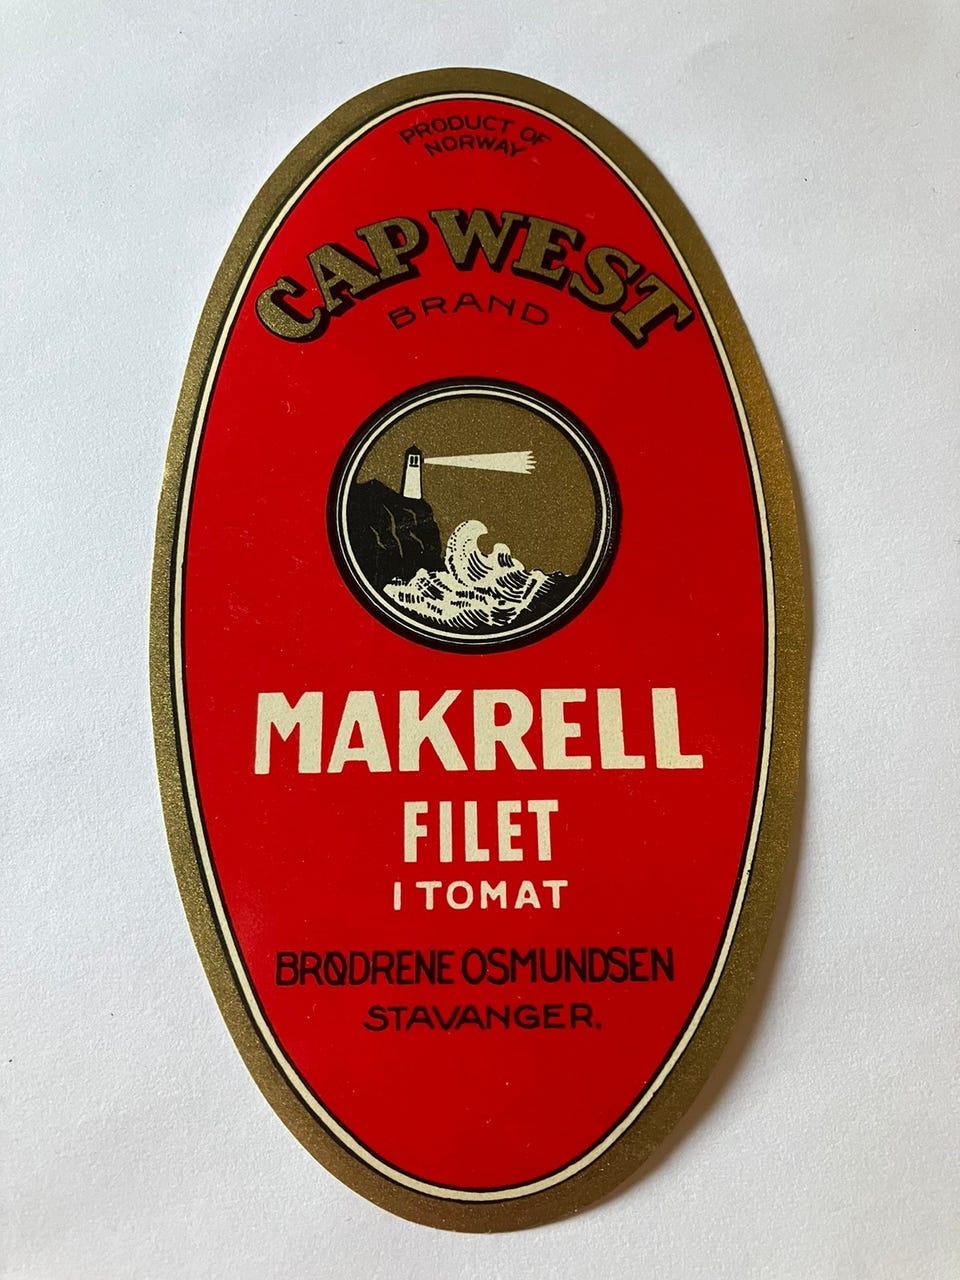 PRODUCT OF
NORWAY
CAP WEST
BRAND
MAKRELL
FILET
I TOMAT
BRØDRENE OSMUNDSEN
STAVANGER.